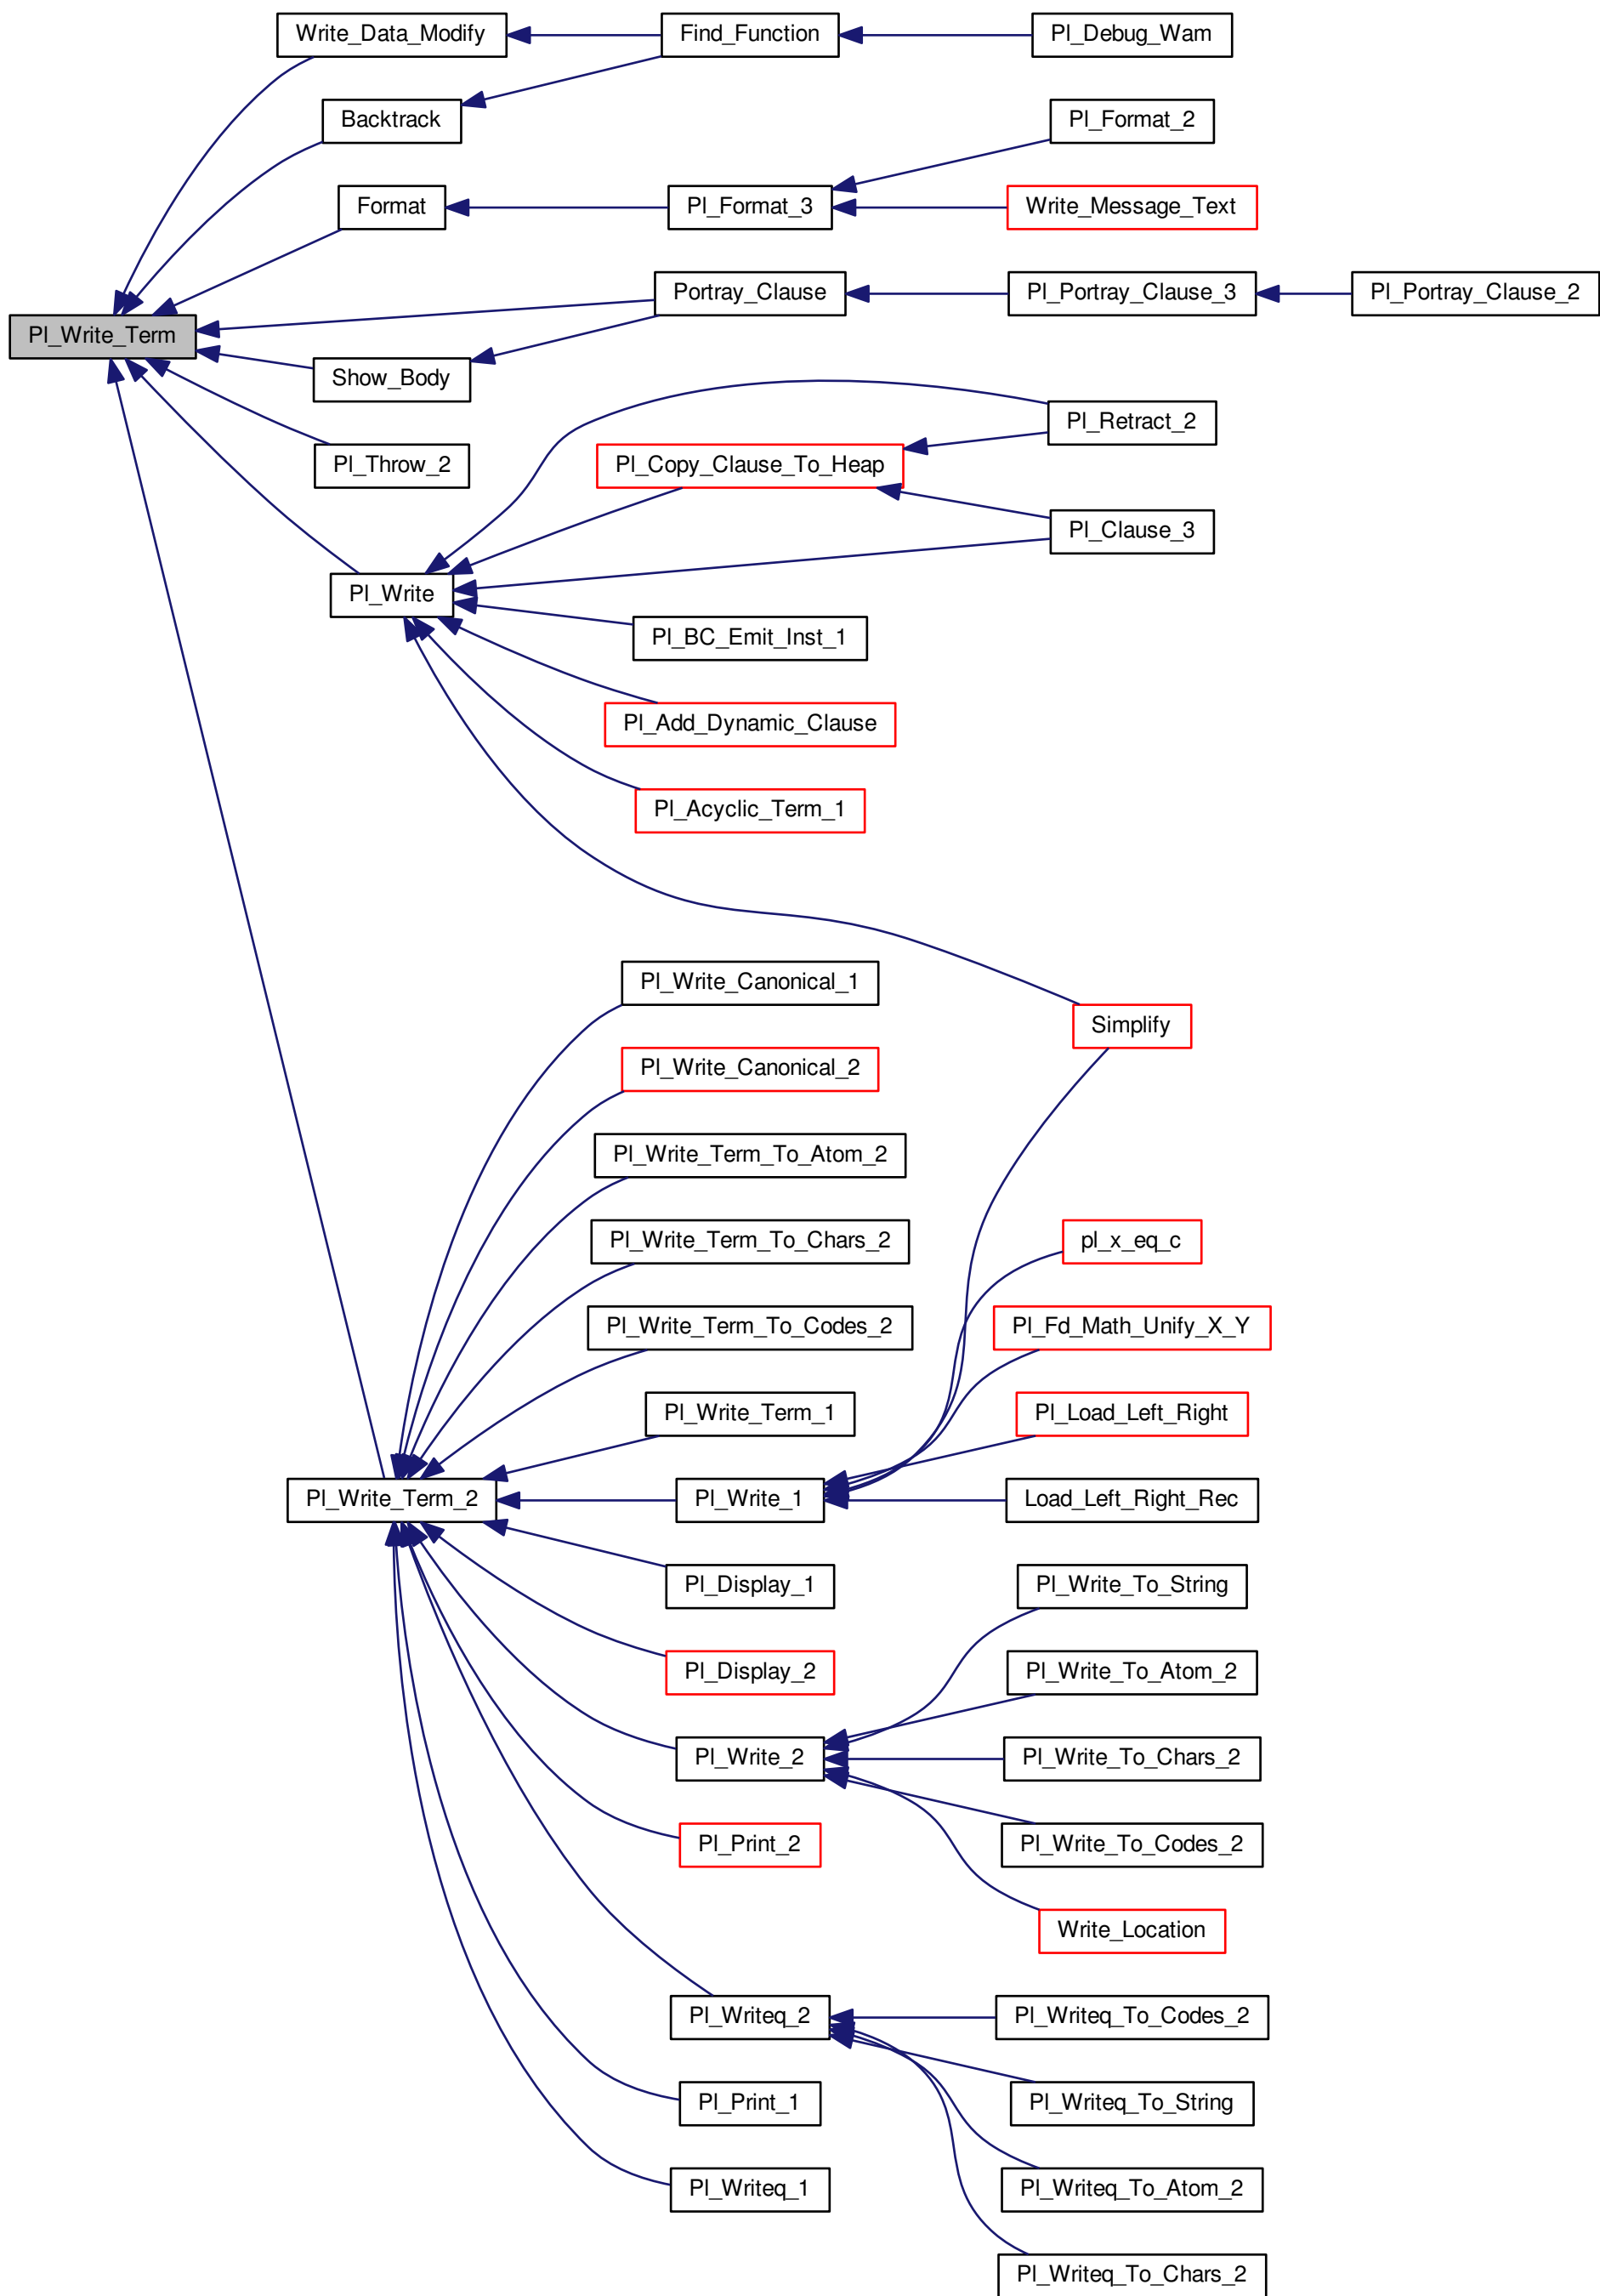 Write_Data_Modify
Find_Function
Pl_Debug_Wam
Backtrack
Pl_Format_2
Format
Pl_Format_3
Write_Message_Text
Portray_Clause
Pl_Portray_Clause_3
Pl_Portray_Clause_2
Pl_Write_Term
Show_Body
Pl_Retract_2
Pl_Throw_2
Pl_Copy_Clause_To_Heap
Pl_Clause_3
Pl_Write
Pl_BC_Emit_Inst_1
Pl_Add_Dynamic_Clause
Pl_Acyclic_Term_1
Pl_Write_Canonical_1
Simplify
Pl_Write_Canonical_2
Pl_Write_Term_To_Atom_2
Pl_Write_Term_To_Chars_2
pl_x_eq_c
Pl_Write_Term_To_Codes_2
Pl_Fd_Math_Unify_X_Y
Pl_Write_Term_1
Pl_Load_Left_Right
Pl_Write_Term_2
Pl_Write_1
Load_Left_Right_Rec
Pl_Display_1
Pl_Write_To_String
Pl_Display_2
Pl_Write_To_Atom_2
Pl_Write_2
Pl_Write_To_Chars_2
Pl_Print_2
Pl_Write_To_Codes_2
Write_Location
Pl_Writeq_2
Pl_Writeq_To_Codes_2
Pl_Print_1
Pl_Writeq_To_String
Pl_Writeq_1
Pl_Writeq_To_Atom_2
Pl_Writeq_To_Chars_2